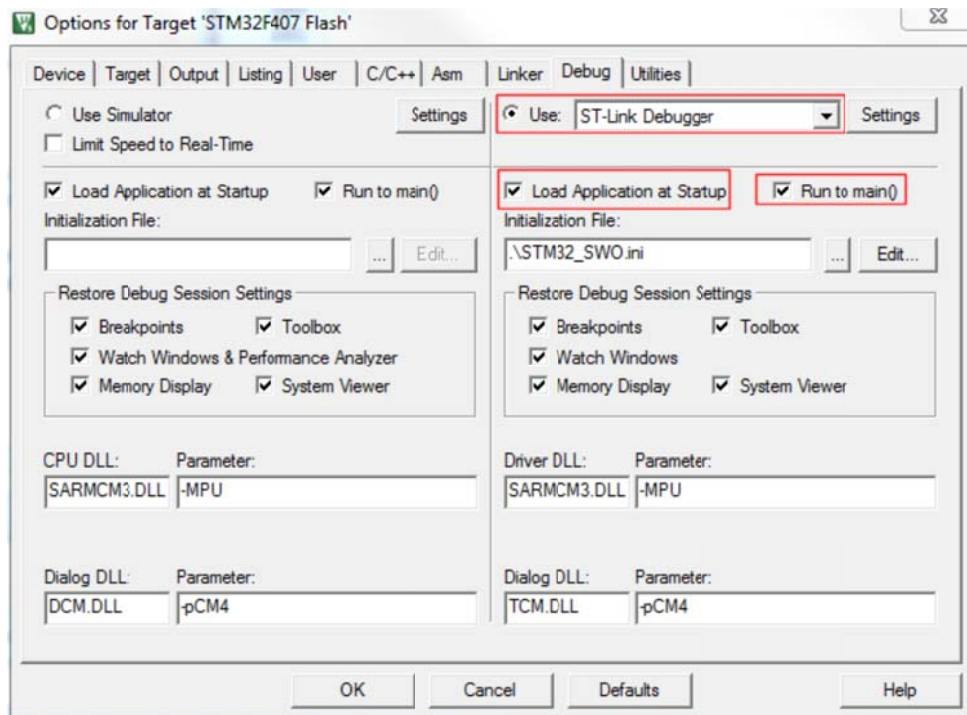 Options for Target 'STM32F407 Flash'
Device Target Output Listing User C/C++ Asm Linker Debug Utilities
Use Simulator
Settings
Limit Speed to Real-Time
Load Application at Startup
Run to main()
Initialization File:
...
Edit...
Restore Debug Session Settings
Breakpoints
Toolbox
Watch Windows & Performance Analyzer
Memory Display
System Viewer
CPU DLL:
Parameter:
SARMCM3.DLL
-MPU
Dialog DLL:
Parameter:
DCM.DLL
-pCM4
Use:
ST-Link Debugger
Settings
Load Application at Startup
Run to main()
Initialization File:
.\STM32_SWO.ini
...
Edit...
Restore Debug Session Settings
Breakpoints
Toolbox
Watch Windows
Memory Display
System Viewer
Driver DLL:
Parameter:
SARMCM3.DLL
-MPU
Dialog DLL:
Parameter:
TCM.DLL
-pCM4
OK
Cancel
Defaults
Help